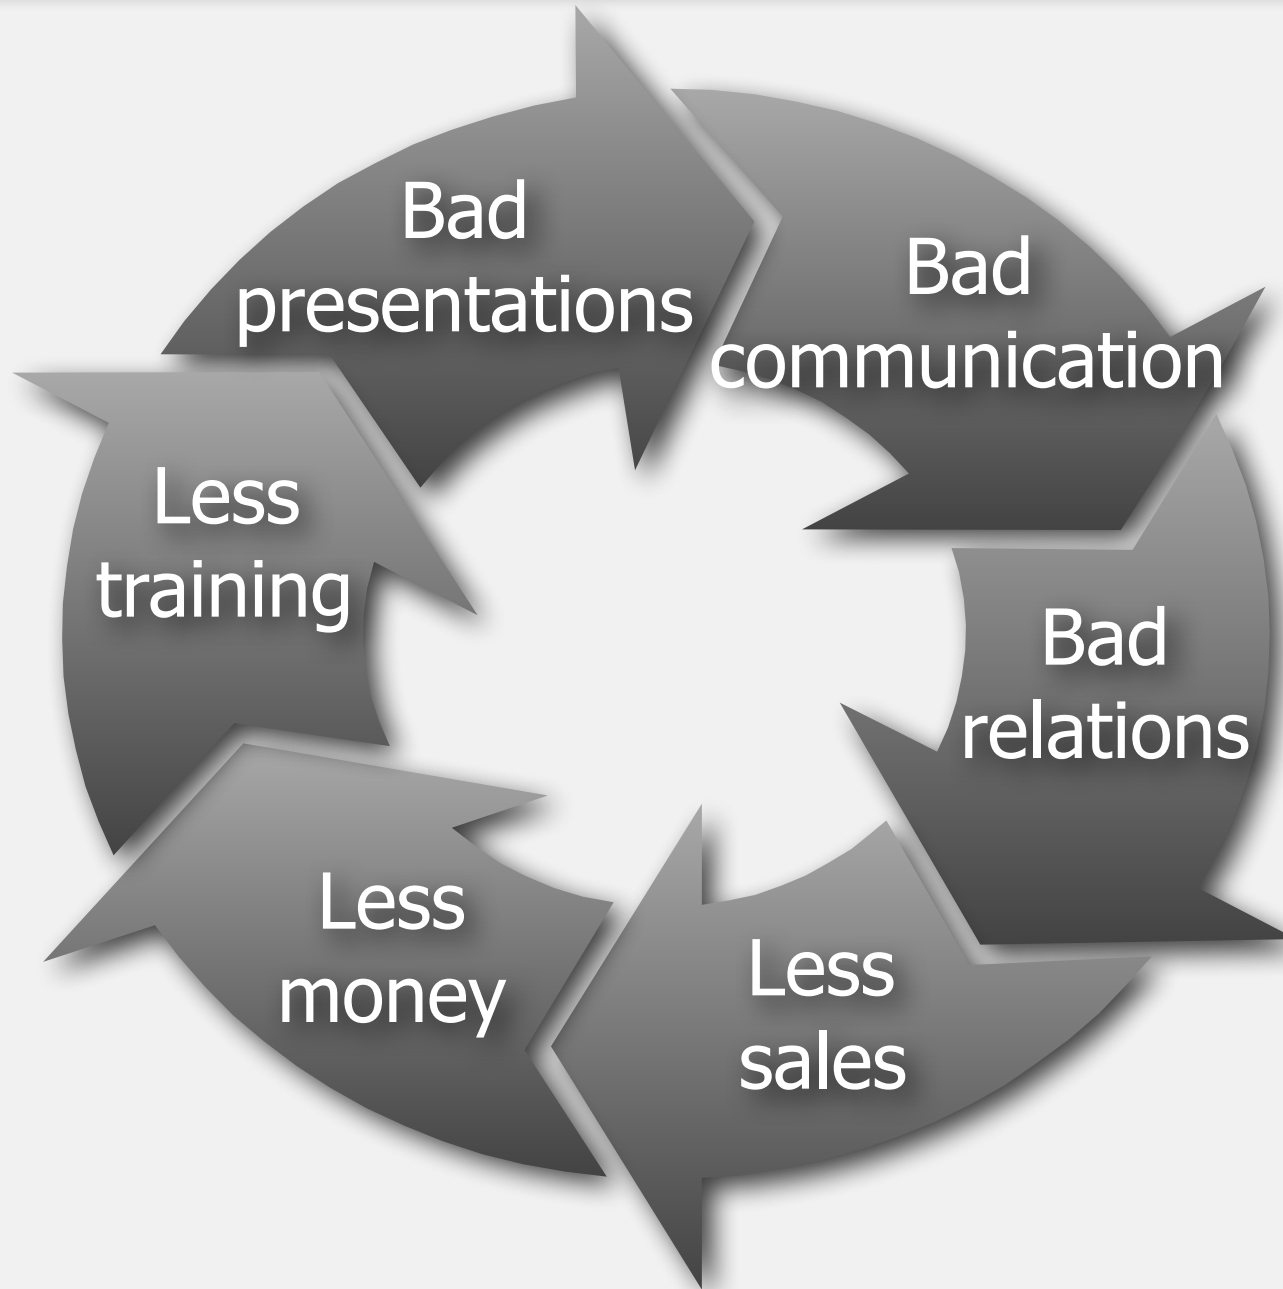 Bad
presentations
Bad
communication
Bad
relations
Less
sales
Less
money
Less
training